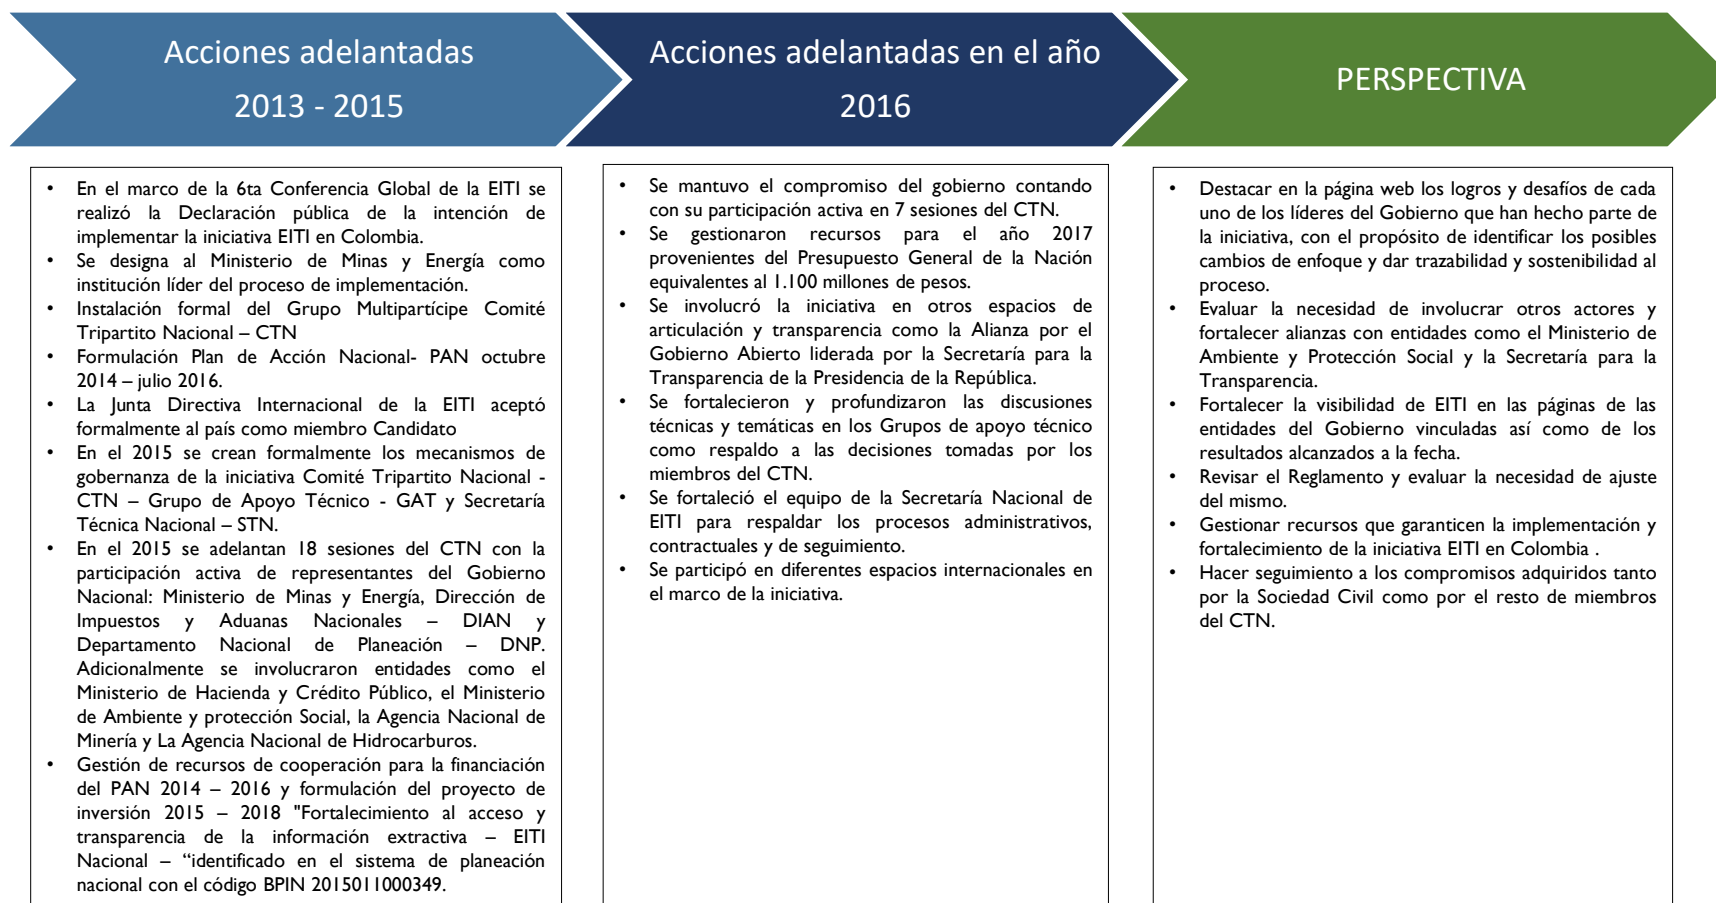 Acciones adelantadas
2013 - 2015
Acciones adelantadas en el año
2016
PERSPECTIVA
• En el marco de la 6ta Conferencia Global de la EITI se
realizó la Declaración pública de la intención de
implementar la iniciativa EITI en Colombia.
• Se designa al Ministerio de Minas y Energía como
institución líder del proceso de implementación.
• Instalación formal del Grupo Multipartícipe Comité
Tripartito Nacional – CTN
• Formulación Plan de Acción Nacional- PAN octubre
2014 – julio 2016.
• La Junta Directiva Internacional de la EITI aceptó
formalmente al país como miembro Candidato
• En el 2015 se crean formalmente los mecanismos de
gobernanza de la iniciativa Comité Tripartito Nacional -
CTN – Grupo de Apoyo Técnico - GAT y Secretaría
Técnica Nacional – STN.
• En el 2015 se adelantan 18 sesiones del CTN con la
participación activa de representantes del Gobierno
Nacional: Ministerio de Minas y Energía, Dirección de
Impuestos y Aduanas Nacionales – DIAN y
Departamento Nacional de Planeación – DNP.
Adicionalmente se involucraron entidades como el
Ministerio de Hacienda y Crédito Público, el Ministerio
de Ambiente y protección Social, la Agencia Nacional de
Minería y La Agencia Nacional de Hidrocarburos.
• Gestión de recursos de cooperación para la financiación
del PAN 2014 – 2016 y formulación del proyecto de
inversión 2015 – 2018 "Fortalecimiento al acceso y
transparencia de la información extractiva – EITI
Nacional – “identificado en el sistema de planeación
nacional con el código BPIN 2015011000349.
• Se mantuvo el compromiso del gobierno contando
con su participación activa en 7 sesiones del CTN.
• Se gestionaron recursos para el año 2017
provenientes del Presupuesto General de la Nación
equivalentes al 1.100 millones de pesos.
• Se involucró la iniciativa en otros espacios de
articulación y transparencia como la Alianza por el
Gobierno Abierto liderada por la Secretaría para la
Transparencia de la Presidencia de la República.
• Se fortalecieron y profundizaron las discusiones
técnicas y temáticas en los Grupos de apoyo técnico
como respaldo a las decisiones tomadas por los
miembros del CTN.
• Se fortaleció el equipo de la Secretaría Nacional de
EITI para respaldar los procesos administrativos,
contractuales y de seguimiento.
• Se participó en diferentes espacios internacionales en
el marco de la iniciativa.
• Destacar en la página web los logros y desafíos de cada
uno de los líderes del Gobierno que han hecho parte de
la iniciativa, con el propósito de identificar los posibles
cambios de enfoque y dar trazabilidad y sostenibilidad al
proceso.
• Evaluar la necesidad de involucrar otros actores y
fortalecer alianzas con entidades como el Ministerio de
Ambiente y Protección Social y la Secretaría para la
Transparencia.
• Fortalecer la visibilidad de EITI en las páginas de las
entidades del Gobierno vinculadas así como de los
resultados alcanzados a la fecha.
• Revisar el Reglamento y evaluar la necesidad de ajuste
del mismo.
• Gestionar recursos que garanticen la implementación y
fortalecimiento de la iniciativa EITI en Colombia .
• Hacer seguimiento a los compromisos adquiridos tanto
por la Sociedad Civil como por el resto de miembros
del CTN.